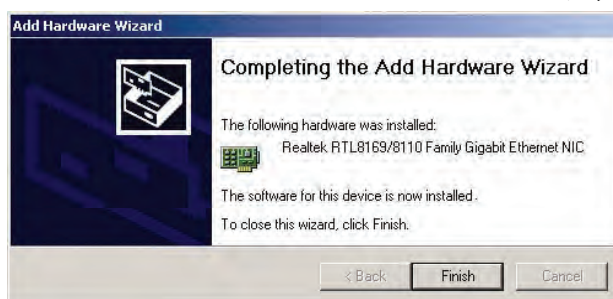 Add Hardware Wizard
Completing the Add Hardware Wizard
The following hardware was installed:
Realtek RTL8169/8110 Family Gigabit Ethernet NIC
The software for this device is now installed.
To close this wizard, click Finish.
< Back Finish Cancel